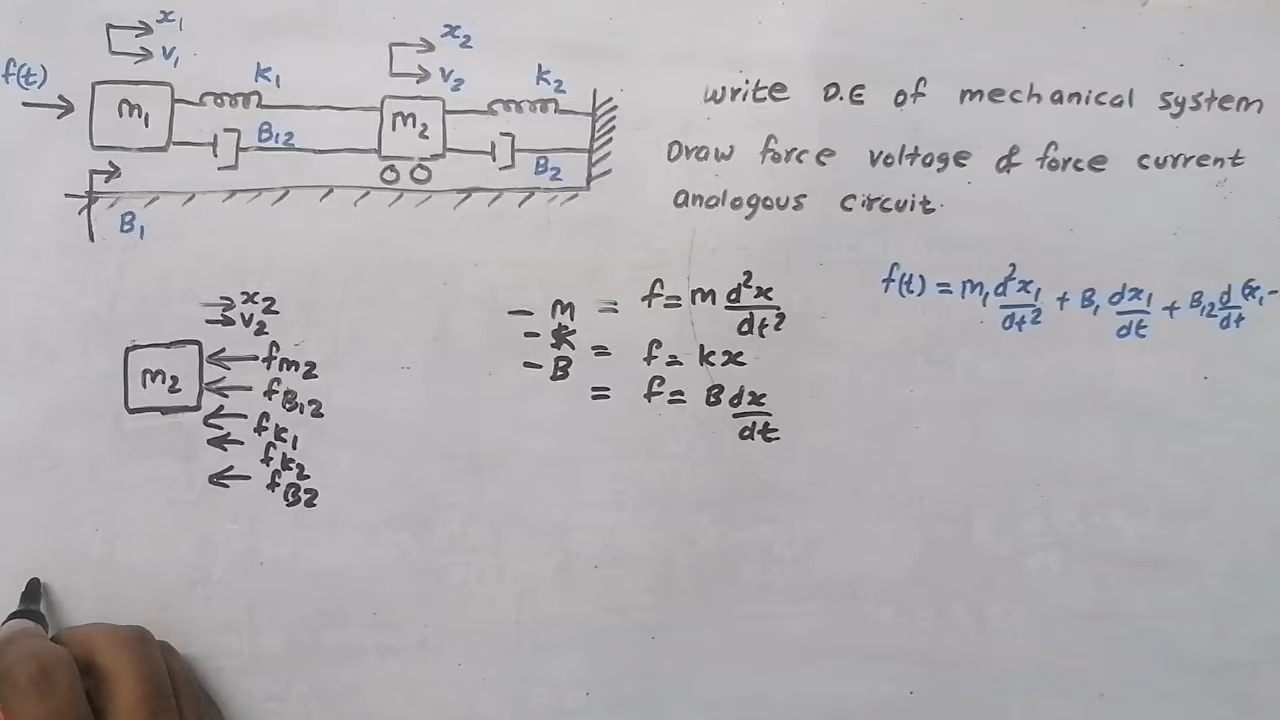 x₁
v₁
f(t)
m₁
k₁
B₁₂
x₂
v₂
m₂
k₂
B₂
B₁
Write D.E of mechanical system
Draw force voltage & force current
analogous circuit.
x₂
v₂
m₂
fm₂
fB₁₂
fk₁
fk₂
fB₂
- M = f = m d²x/dt²
- K = f = kx
- B = f = B dx/dt
f(t) = m₁ d²x₁/dt² + B₁ dx₁/dt + B₁₂ d/dt (x₁ -